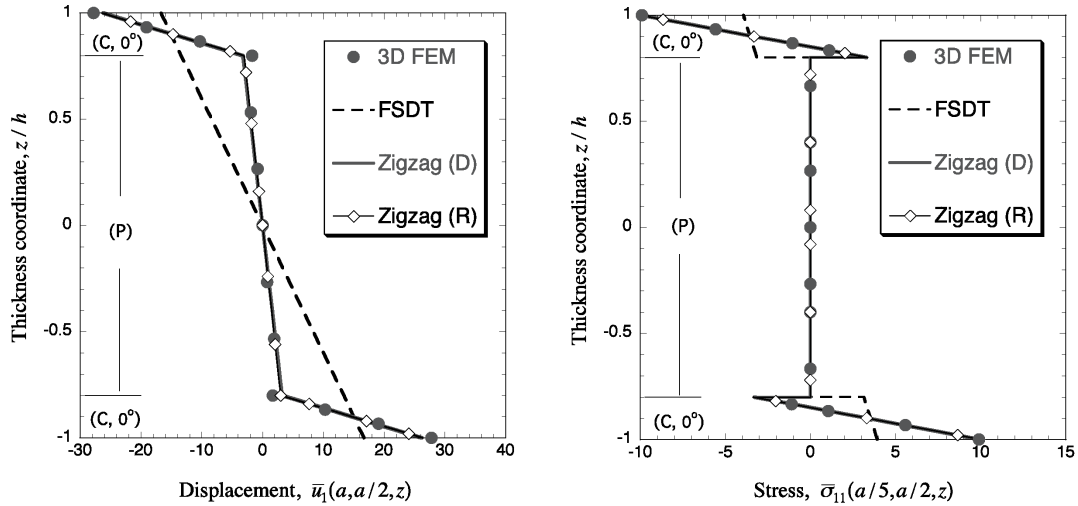 1
0.5
0
-0.5
-1
Thickness coordinate, z / h
(C, 0°)
(P)
(C, 0°)
3D FEM
FSDT
Zigzag (D)
Zigzag (R)
-30 -20 -10 0 10 20 30 40
Displacement, u̅₁(a,a/2,z)
1
0.5
0
-0.5
-1
Thickness coordinate, z / h
(C, 0°)
(P)
(C, 0°)
3D FEM
FSDT
Zigzag (D)
Zigzag (R)
-10 -5 0 5 10 15
Stress, σ̅₁₁(a/5,a/2,z)